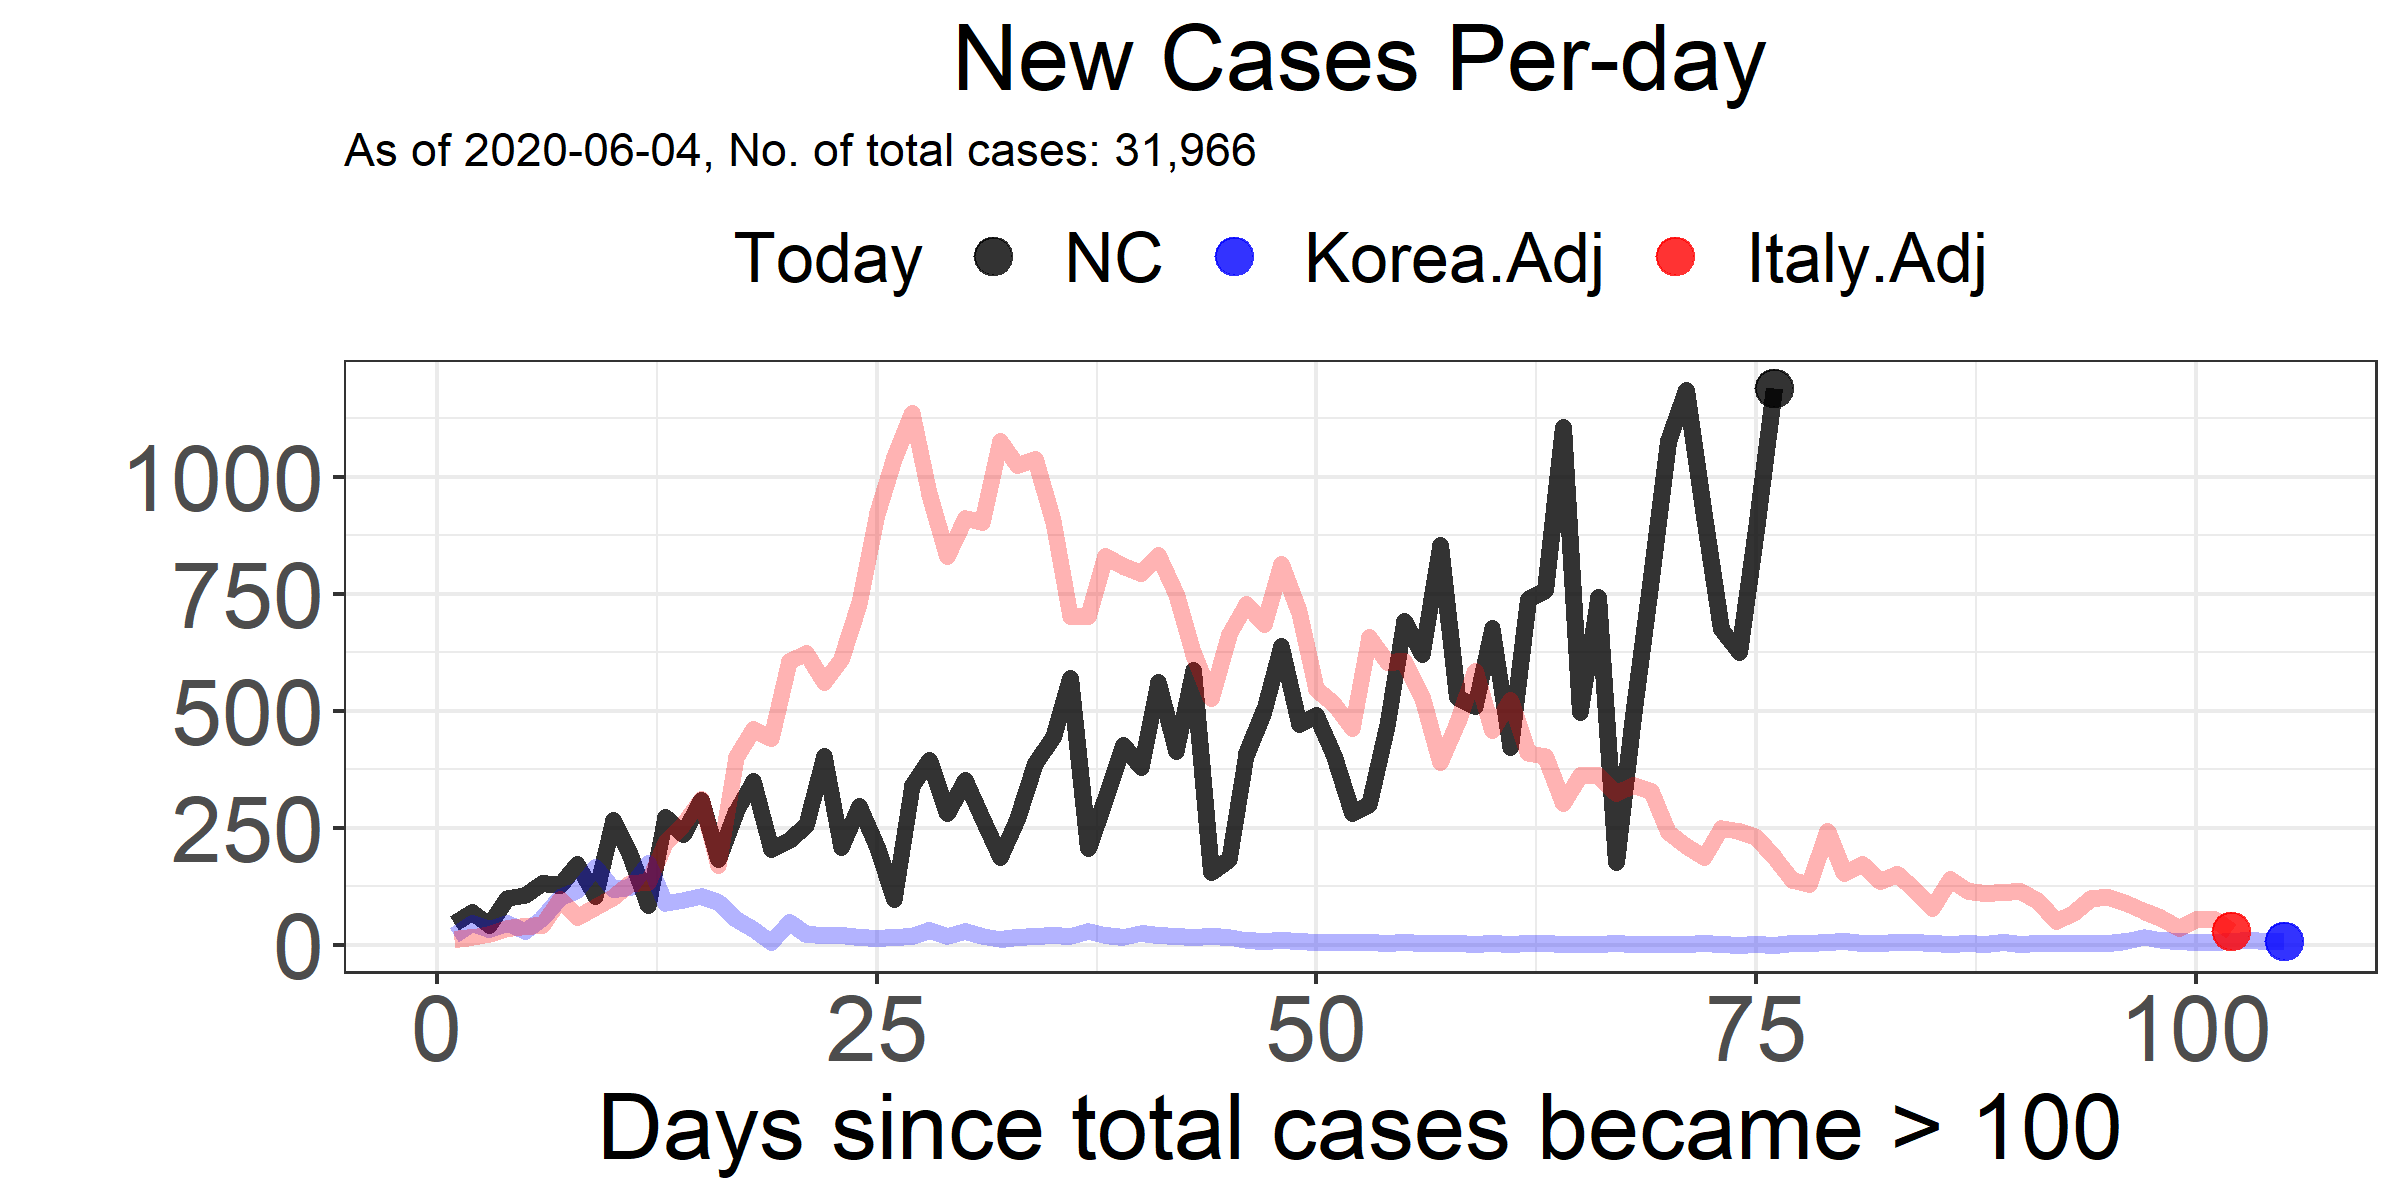 New Cases Per-day
As of 2020-06-04, No. of total cases: 31,966
Today NC Korea.Adj Italy.Adj
1000
750
500
250
0
0 25 50 75 100
Days since total cases became > 100